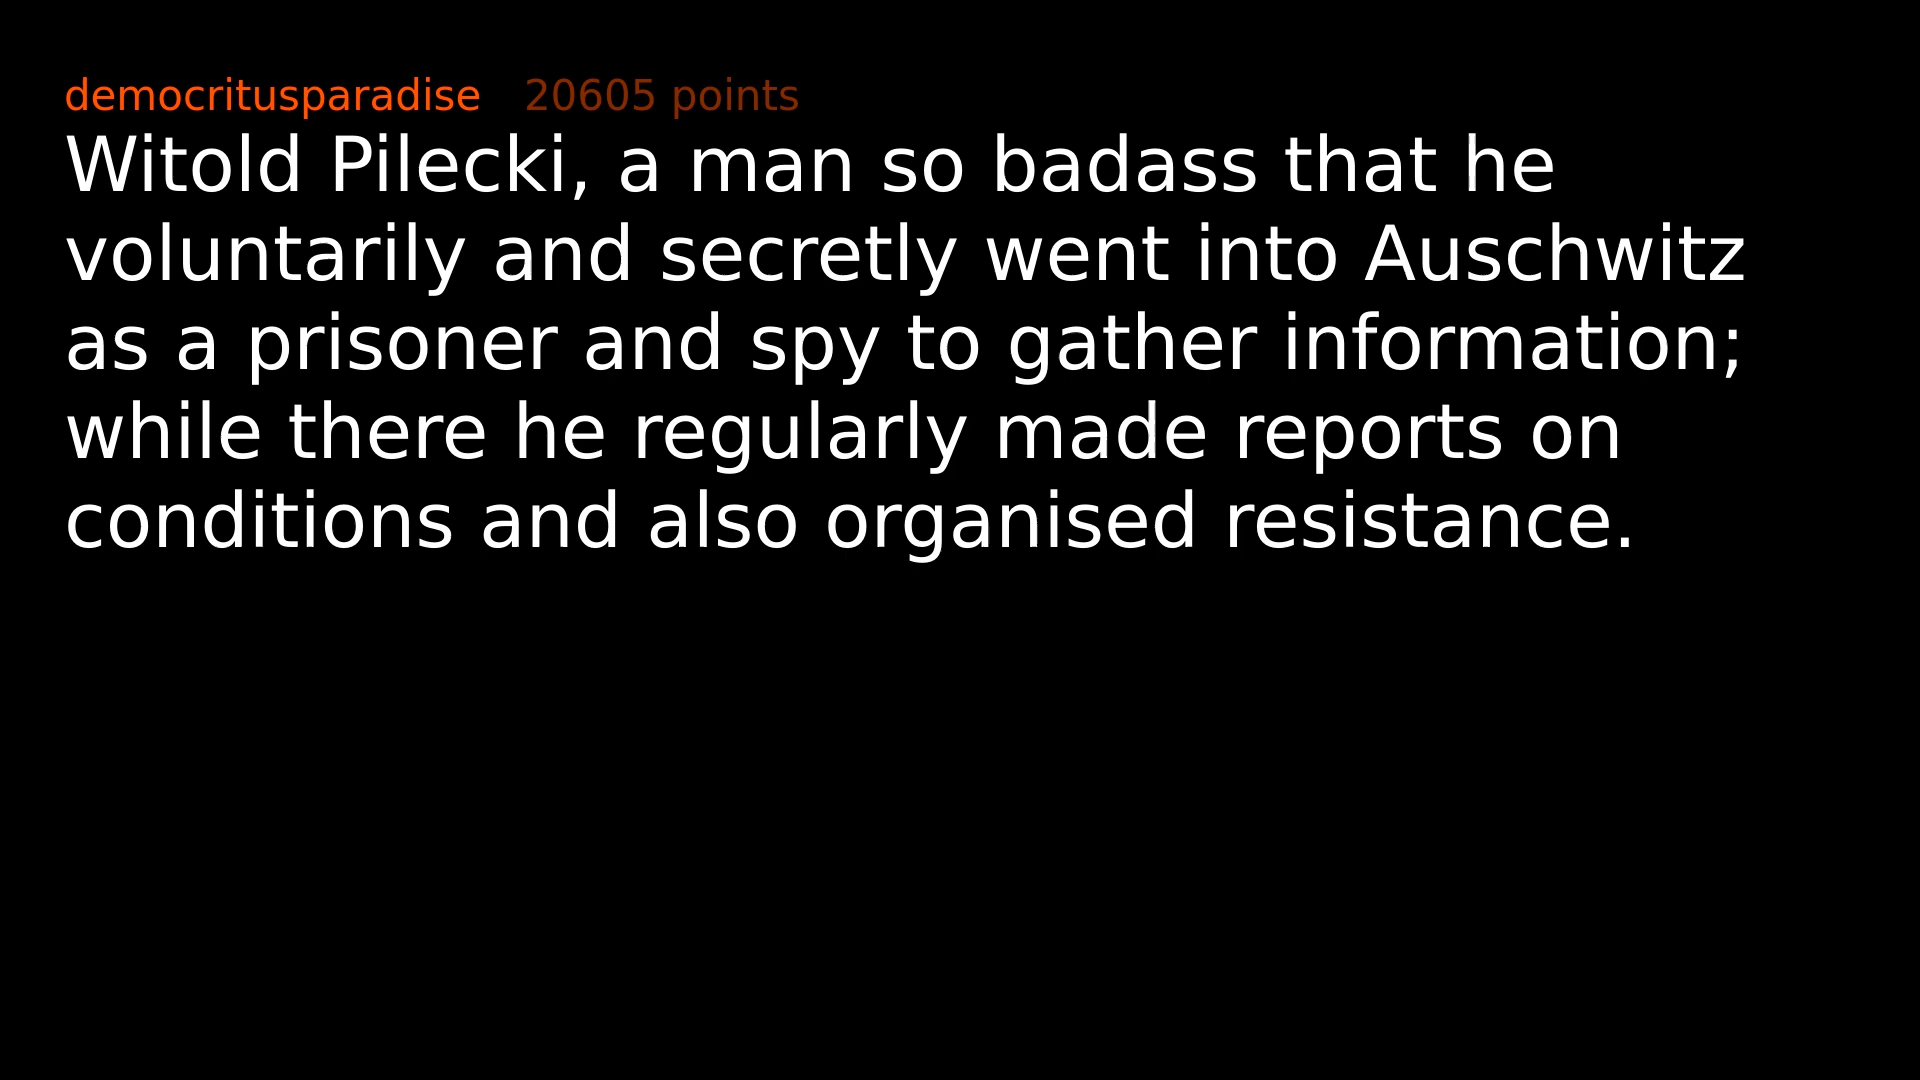 democritusparadise 20605 points
Witold Pilecki, a man so badass that he
voluntarily and secretly went into Auschwitz
as a prisoner and spy to gather information;
while there he regularly made reports on
conditions and also organised resistance.